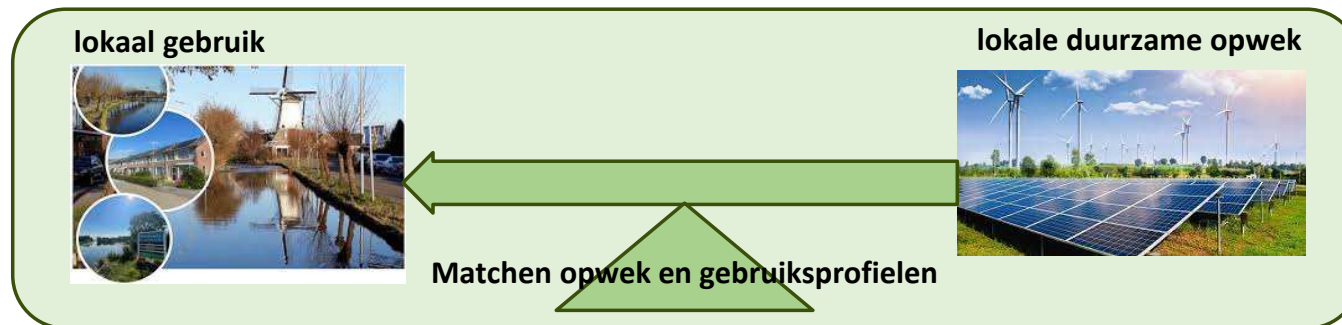 lokaal gebruik
lokale duurzame opwek
Matchen opwek en gebruiksprofielen